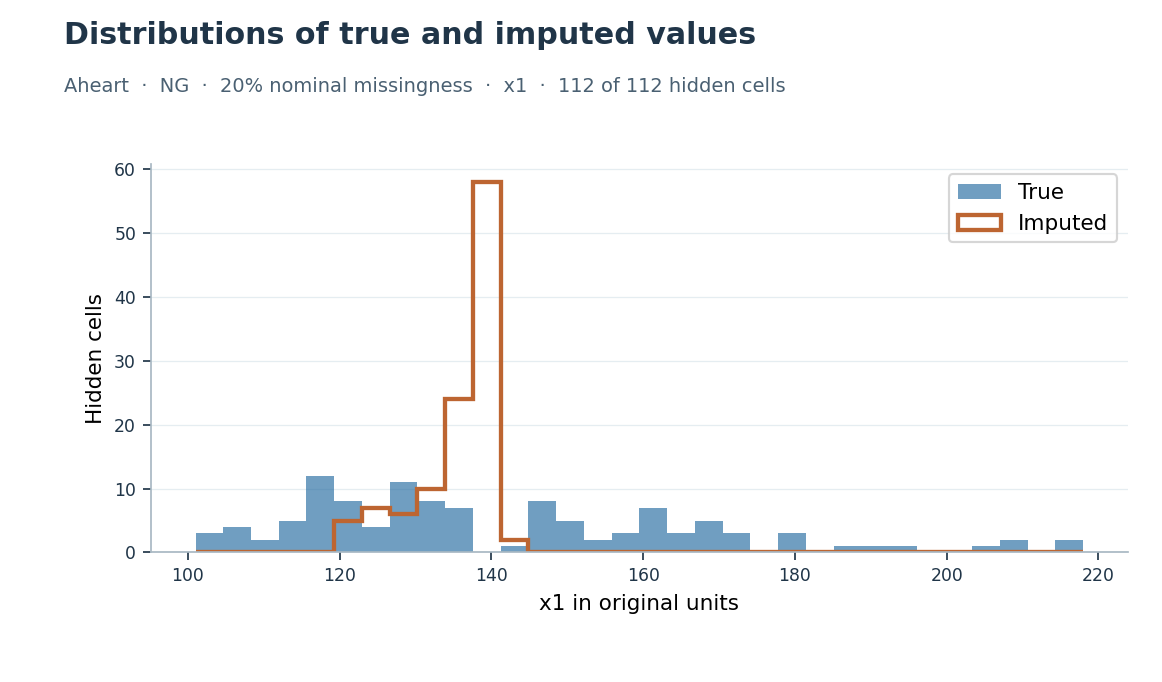 Distributions of true and imputed values
Aheart · NG · 20% nominal missingness · x1 · 112 of 112 hidden cells
60
50
40
30
20
10
0
Hidden cells
True
Imputed
100 120 140 160 180 200 220
x1 in original units